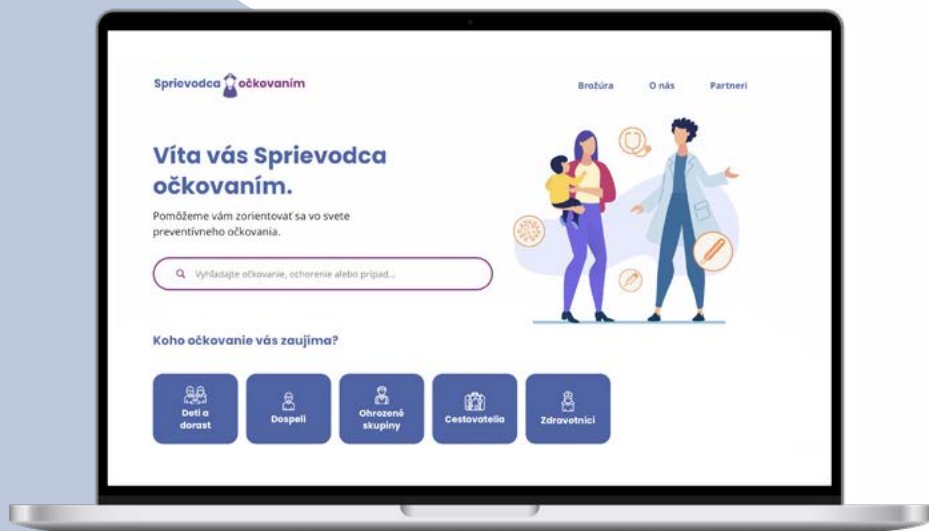 Sprievodca očkovaním
Brožúra O nás Partneri
Víta vás Sprievodca
očkovaním.
Pomôžeme vám zorientovať sa vo svete
preventívneho očkovania.
Vyhľadajte očkovanie, ochorenie alebo prípad...
Koho očkovanie vás zaujíma?
Deti a
dorast
Dospelí
Ohrozené
skupiny
Cestovatelia
Zdravotníci